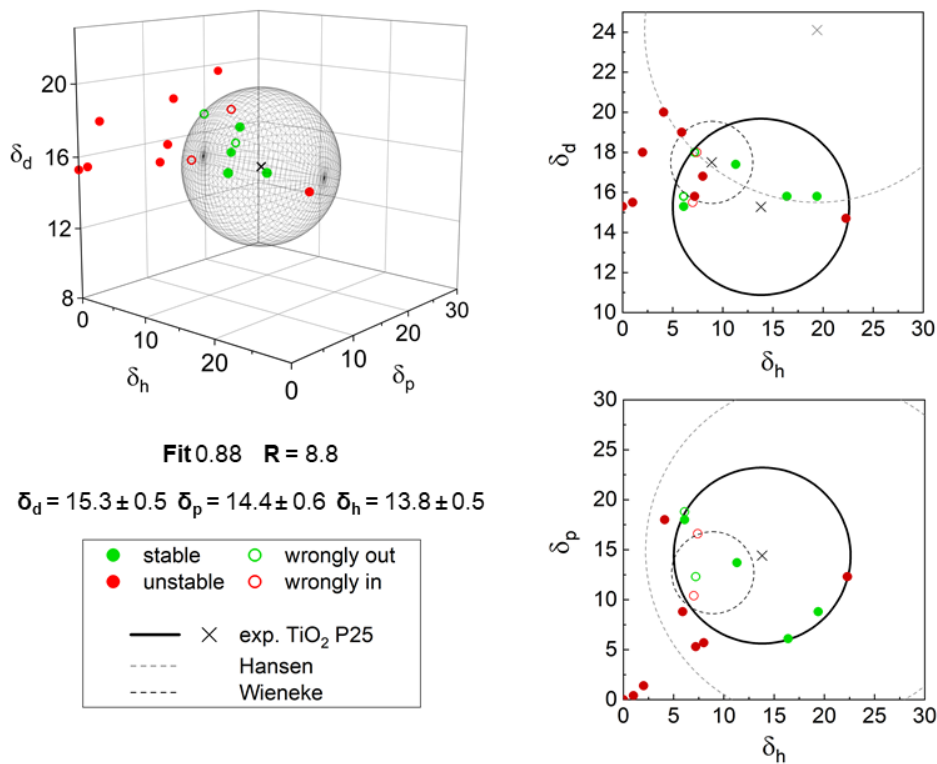 20
16
12
8
δd
0
10
20
δh
0
10
20
30
δp
24
22
20
18
16
14
12
10
δd
0
5
10
15
20
25
30
δh
30
25
20
15
10
5
0
δp
0
5
10
15
20
25
30
δh
Fit 0.88 R = 8.8
δd = 15.3 ± 0.5 δp = 14.4 ± 0.6 δh = 13.8 ± 0.5
stable wrongly out
unstable wrongly in
exp. TiO2 P25
Hansen
Wieneke